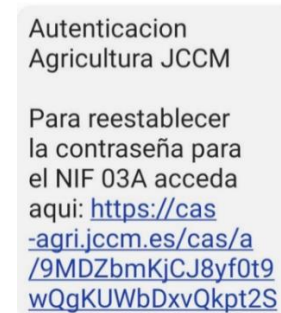 Autenticacion
Agricultura JCCM
Para reestablecer
la contraseña para
el NIF 03A acceda
aqui: https://cas
-agri.jccm.es/cas/a
/9MDZbmKjCJ8yf0t9
wQgKUWbDxvQkpt2S